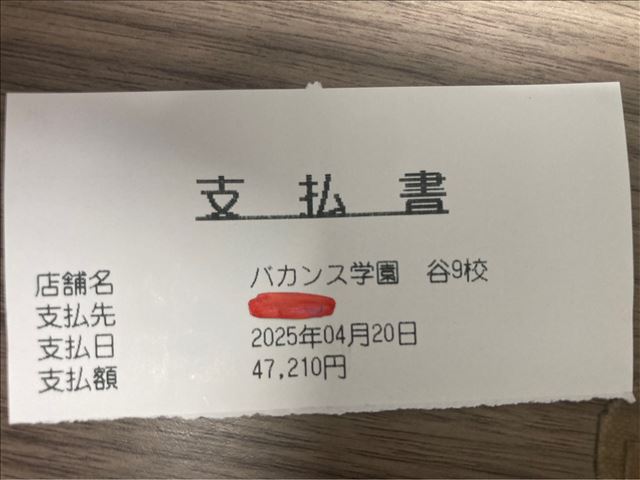 支払書
店舗名 バカンス学園 谷9校
支払先
支払日 2025年04月20日
支払額 47,210円